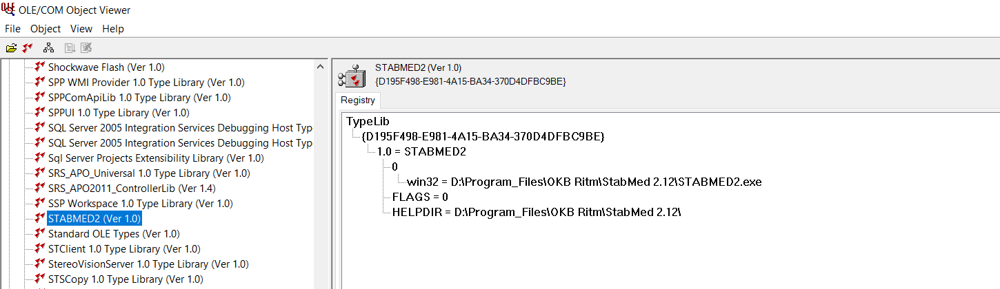 OLE OLE/COM Object Viewer
File Object View Help
Shockwave Flash (Ver 1.0)
SPP WMI Provider 1.0 Type Library (Ver 1.0)
SPPComApiLib 1.0 Type Library (Ver 1.0)
SPPUI 1.0 Type Library (Ver 1.0)
SQL Server 2005 Integration Services Debugging Host Typ
SQL Server 2005 Integration Services Debugging Host Typ
Sql Server Projects Extensibility Library (Ver 1.0)
SRS_APO_Universal 1.0 Type Library (Ver 1.0)
SRS_APO2011_ControllerLib (Ver 1.4)
SSP Workspace 1.0 Type Library (Ver 1.0)
STABMED2 (Ver 1.0)
Standard OLE Types (Ver 1.0)
STClient 1.0 Type Library (Ver 1.0)
StereoVisionServer 1.0 Type Library (Ver 1.0)
STSCopy 1.0 Type Library (Ver 1.0)
STABMED2 (Ver 1.0)
{D195F498-E981-4A15-BA34-370D4DFBC9BE}
Registry
TypeLib
{D195F498-E981-4A15-BA34-370D4DFBC9BE}
1.0 = STABMED2
0
win32 = D:\Program_Files\OKB Ritm\StabMed 2.12\STABMED2.exe
FLAGS = 0
HELPDIR = D:\Program_Files\OKB Ritm\StabMed 2.12\